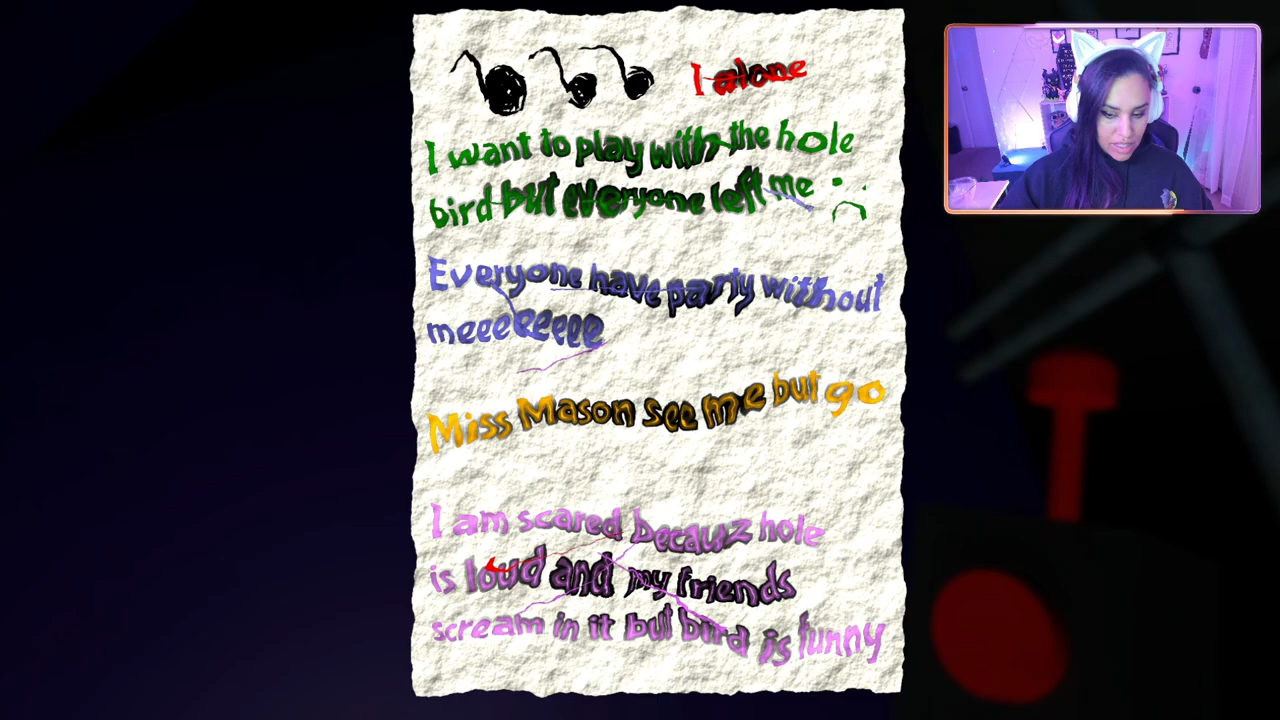 I alone
I want to play with the hole
bird but everyone left me
Everyone have party without
meeeeeeee
Miss Mason see me but go
I am scared becauz hole
is loud and my friends
scream in it but bird is funny